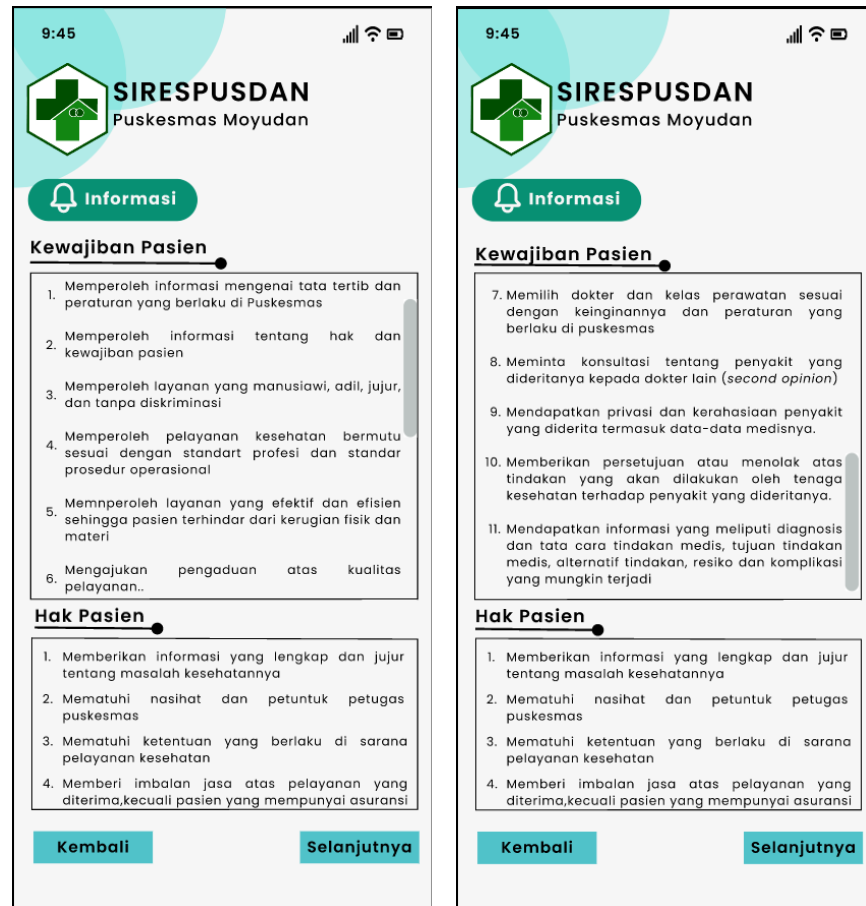 9:45
SIRESPUSDAN
Puskesmas Moyudan
Informasi
Kewajiban Pasien
1. Memperoleh informasi mengenai tata tertib dan
peraturan yang berlaku di Puskesmas
2. Memperoleh informasi tentang hak dan
kewajiban pasien
3. Memperoleh layanan yang manusiawi, adil, jujur,
dan tanpa diskriminasi
4. Memperoleh pelayanan kesehatan bermutu
sesuai dengan standart profesi dan standar
prosedur operasional
5. Memnperoleh layanan yang efektif dan efisien
sehingga pasien terhindar dari kerugian fisik dan
materi
6. Mengajukan pengaduan atas kualitas
pelayanan..
Hak Pasien
1. Memberikan informasi yang lengkap dan jujur
tentang masalah kesehatannya
2. Mematuhi nasihat dan petuntuk petugas
puskesmas
3. Mematuhi ketentuan yang berlaku di sarana
pelayanan kesehatan
4. Memberi imbalan jasa atas pelayanan yang
diterima,kecuali pasien yang mempunyai asuransi
Kembali
Selanjutnya
9:45
SIRESPUSDAN
Puskesmas Moyudan
Informasi
Kewajiban Pasien
7. Memilih dokter dan kelas perawatan sesuai
dengan keinginannya dan peraturan yang
berlaku di puskesmas
8. Meminta konsultasi tentang penyakit yang
dideritanya kepada dokter lain (second opinion)
9. Mendapatkan privasi dan kerahasiaan penyakit
yang diderita termasuk data-data medisnya.
10. Memberikan persetujuan atau menolak atas
tindakan yang akan dilakukan oleh tenaga
kesehatan terhadap penyakit yang dideritanya.
11. Mendapatkan informasi yang meliputi diagnosis
dan tata cara tindakan medis, tujuan tindakan
medis, alternatif tindakan, resiko dan komplikasi
yang mungkin terjadi
Hak Pasien
1. Memberikan informasi yang lengkap dan jujur
tentang masalah kesehatannya
2. Mematuhi nasihat dan petuntuk petugas
puskesmas
3. Mematuhi ketentuan yang berlaku di sarana
pelayanan kesehatan
4. Memberi imbalan jasa atas pelayanan yang
diterima,kecuali pasien yang mempunyai asuransi
Kembali
Selanjutnya